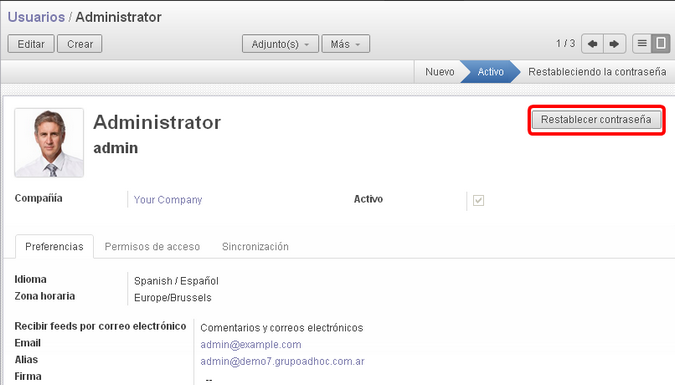 Usuarios / Administrator
Editar Crear Adjunto(s) Más 1 / 3
Nuevo Activo Restableciendo la contraseña
Administrator Restablecer contraseña
admin
Compañía Your Company Activo
Preferencias Permisos de acceso Sincronización
Idioma Spanish / Español
Zona horaria Europe/Brussels
Recibir feeds por correo electrónico Comentarios y correos electrónicos
Email admin@example.com
Alias admin@demo7.grupoadhoc.com.ar
Firma --